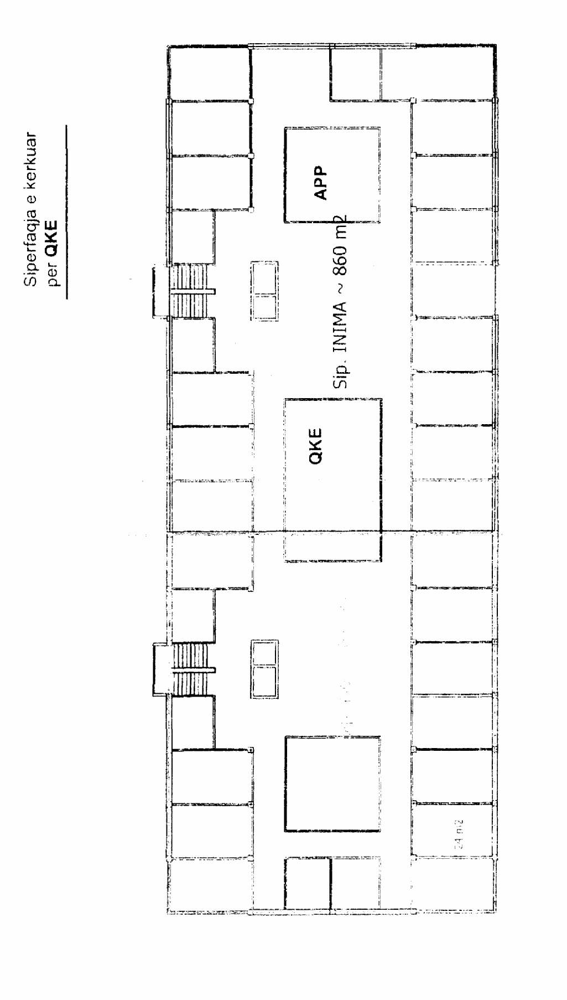 Siperfaqja e kerkuar
per QKE
APP
Sip. INIMA ~ 860 m2
QKE
24 m2